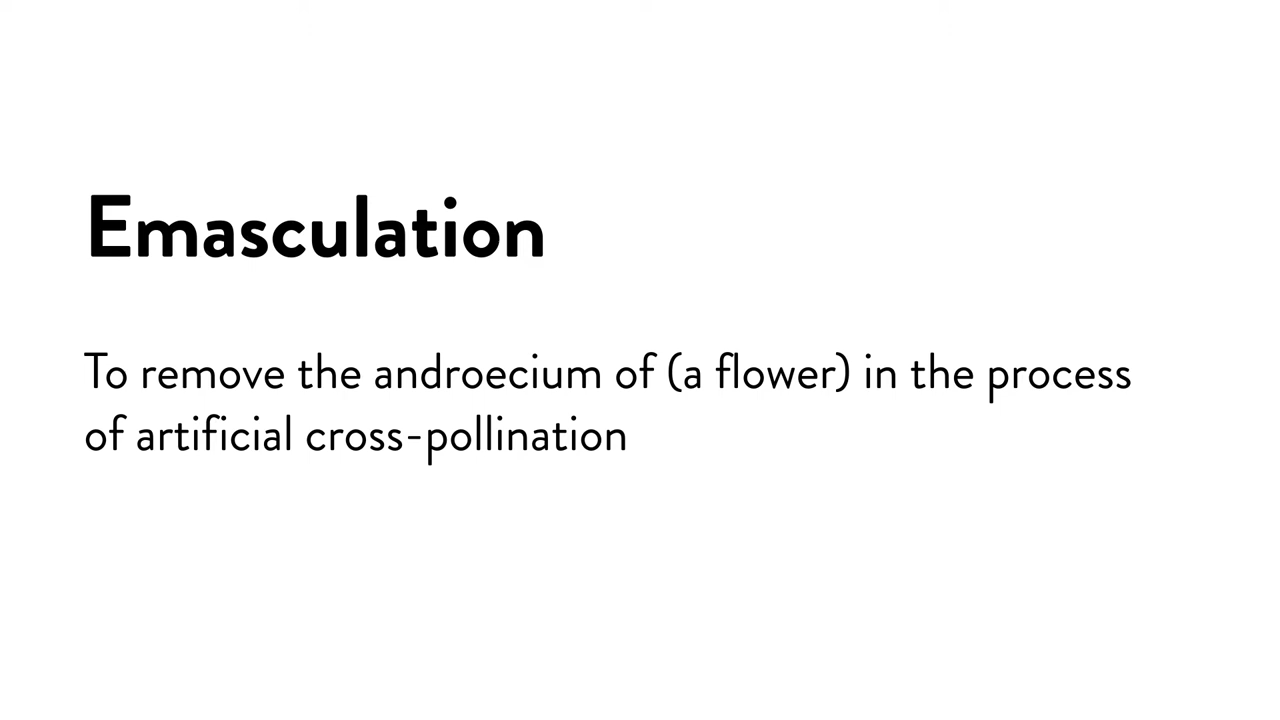 Emasculation
To remove the androecium of (a flower) in the process
of artificial cross-pollination